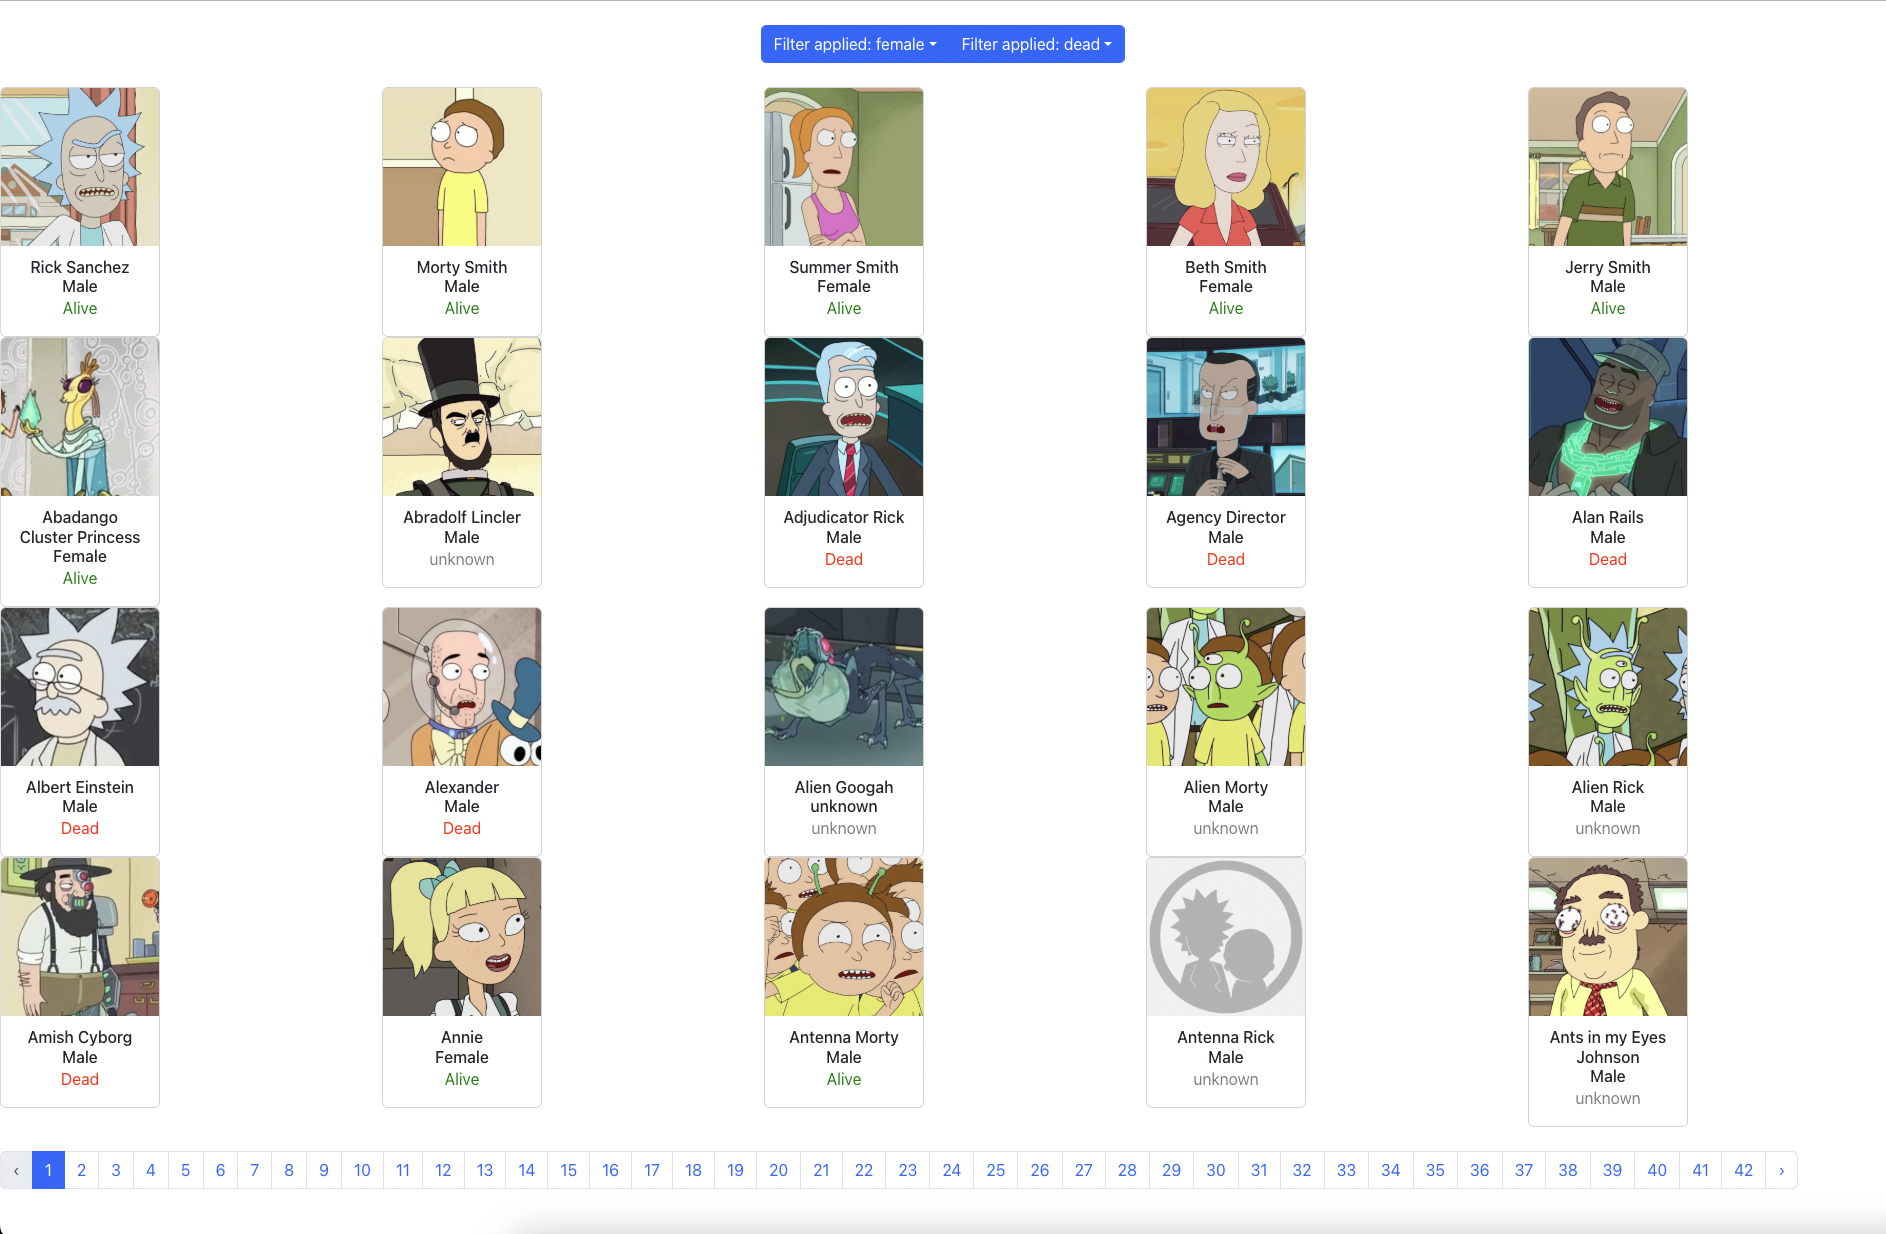 Filter applied: female Filter applied: dead
Rick Sanchez
Male
Alive
Morty Smith
Male
Alive
Summer Smith
Female
Alive
Beth Smith
Female
Alive
Jerry Smith
Male
Alive
Abadango
Cluster Princess
Female
Alive
Abradolf Lincler
Male
unknown
Adjudicator Rick
Male
Dead
Agency Director
Male
Dead
Alan Rails
Male
Dead
Albert Einstein
Male
Dead
Alexander
Male
Dead
Alien Googah
unknown
unknown
Alien Morty
Male
unknown
Alien Rick
Male
unknown
Amish Cyborg
Male
Dead
Annie
Female
Alive
Antenna Morty
Male
Alive
Antenna Rick
Male
unknown
Ants in my Eyes
Johnson
Male
unknown
‹ 1 2 3 4 5 6 7 8 9 10 11 12 13 14 15 16 17 18 19 20 21 22 23 24 25 26 27 28 29 30 31 32 33 34 35 36 37 38 39 40 41 42 ›